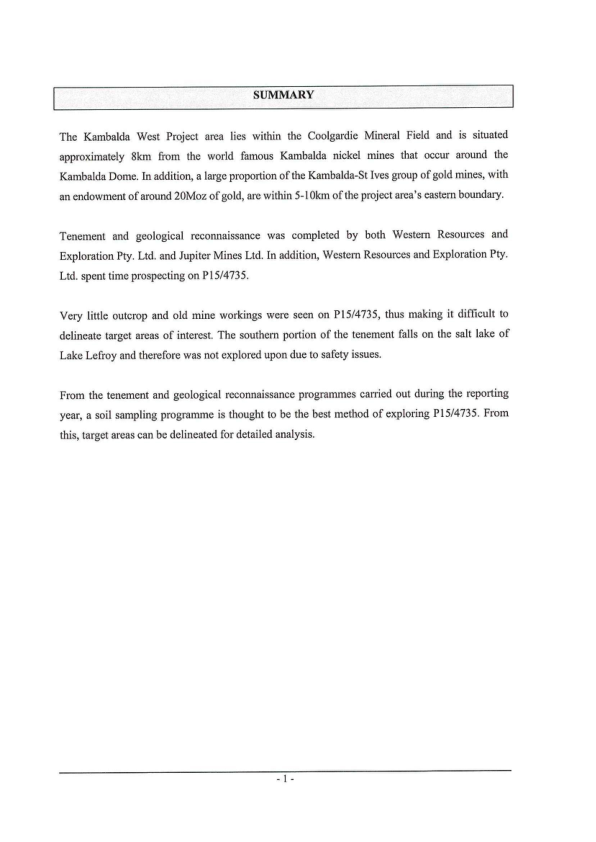 SUMMARY
The Kambalda West Project area lies within the Coolgardie Mineral Field and is situated
approximately 8km from the world famous Kambalda nickel mines that occur around the
Kambalda Dome. In addition, a large proportion of the Kambalda-St Ives group of gold mines, with
an endowment of around 20Moz of gold, are within 5-10km of the project area's eastern boundary.
Tenement and geological reconnaissance was completed by both Western Resources and
Exploration Pty. Ltd. and Jupiter Mines Ltd. In addition, Western Resources and Exploration Pty.
Ltd. spent time prospecting on P15/4735.
Very little outcrop and old mine workings were seen on P15/4735, thus making it difficult to
delineate target areas of interest. The southern portion of the tenement falls on the salt lake of
Lake Lefroy and therefore was not explored upon due to safety issues.
From the tenement and geological reconnaissance programmes carried out during the reporting
year, a soil sampling programme is thought to be the best method of exploring P15/4735. From
this, target areas can be delineated for detailed analysis.
- 1 -